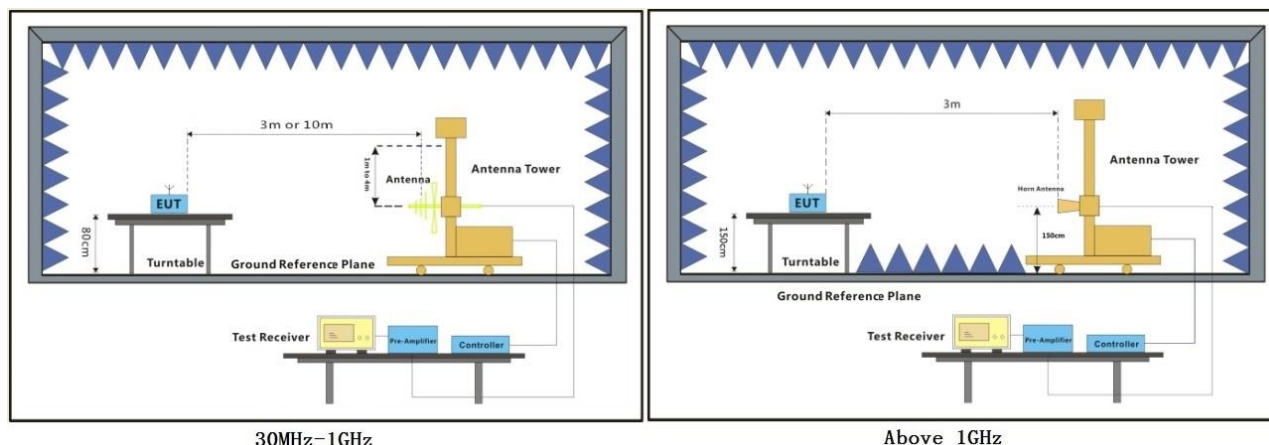 3m or 10m
1m to 4m
Antenna
Antenna Tower
EUT
80cm
Turntable
Ground Reference Plane
Test Receiver
Pre-Amplifier
Controller
30MHz-1GHz
3m
Antenna Tower
Horn Antenna
EUT
150cm
150cm
Turntable
Ground Reference Plane
Test Receiver
Pre-Amplifier
Controller
Above 1GHz